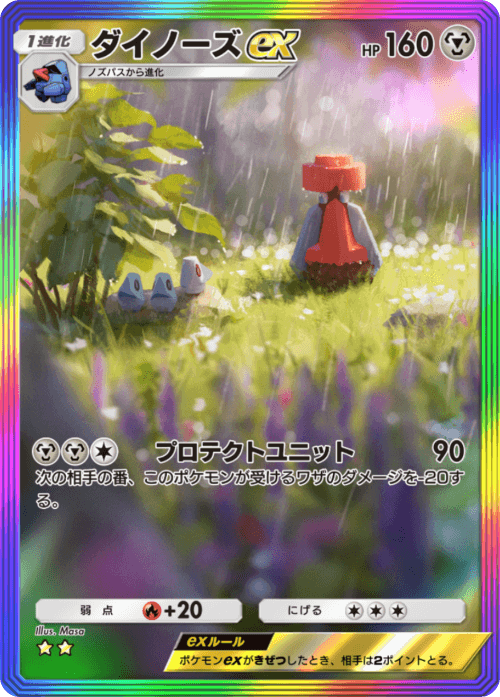 1進化
ダイノーズex
HP 160
ノズパスから進化
プロテクトユニット 90
次の相手の番、このポケモンが受けるワザのダメージを-20す
る。
弱点 +20
にげる
Illus. Masa
exルール
ポケモンexがきぜつしたとき、相手は2ポイントとる。